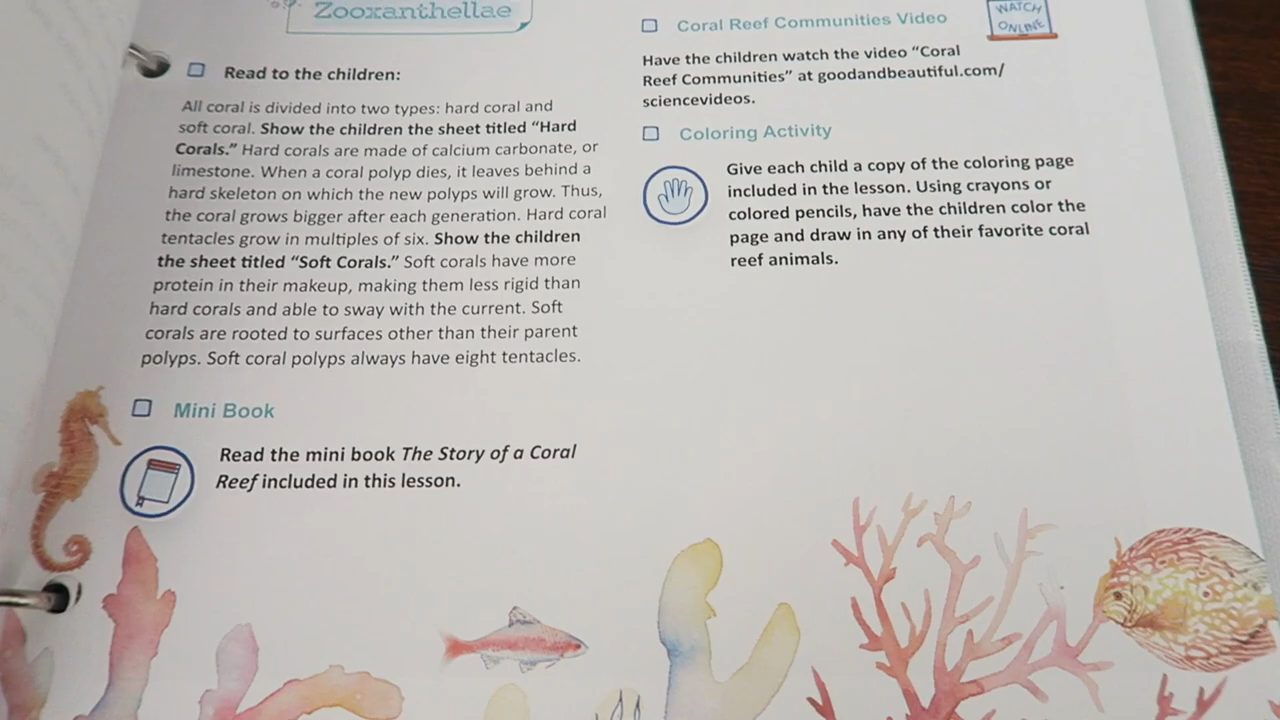 Zooxanthellae
Read to the children:
All coral is divided into two types: hard coral and
soft coral. Show the children the sheet titled “Hard
Corals.” Hard corals are made of calcium carbonate, or
limestone. When a coral polyp dies, it leaves behind a
hard skeleton on which the new polyps will grow. Thus,
the coral grows bigger after each generation. Hard coral
tentacles grow in multiples of six. Show the children
the sheet titled “Soft Corals.” Soft corals have more
protein in their makeup, making them less rigid than
hard corals and able to sway with the current. Soft
corals are rooted to surfaces other than their parent
polyps. Soft coral polyps always have eight tentacles.
Mini Book
Read the mini book The Story of a Coral
Reef included in this lesson.
Coral Reef Communities Video
WATCH
ONLINE
Have the children watch the video “Coral
Reef Communities” at goodandbeautiful.com/
sciencevideos.
Coloring Activity
Give each child a copy of the coloring page
included in the lesson. Using crayons or
colored pencils, have the children color the
page and draw in any of their favorite coral
reef animals.